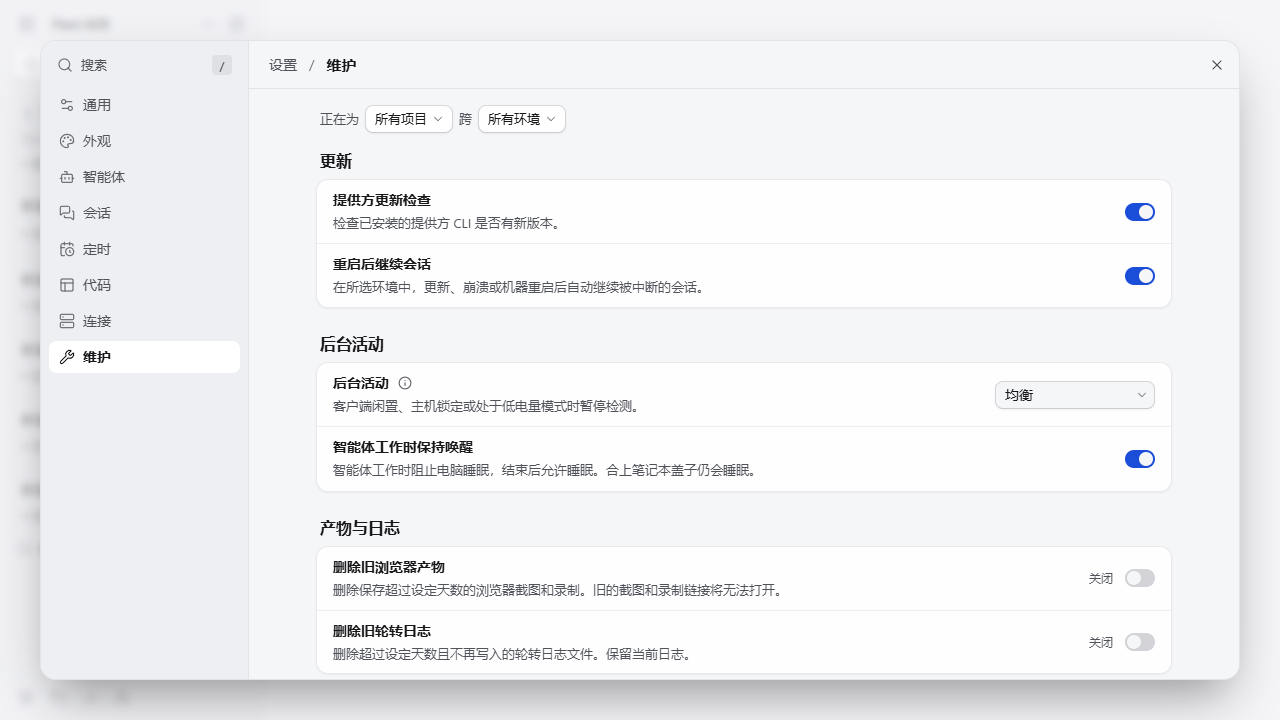 搜索 /
通用
外观
智能体
会话
定时
代码
连接
维护
设置 / 维护
正在为 所有项目 跨 所有环境
更新
提供方更新检查
检查已安装的提供方 CLI 是否有新版本。
重启后继续会话
在所选环境中，更新、崩溃或机器重启后自动继续被中断的会话。
后台活动
后台活动
客户端闲置、主机锁定或处于低电量模式时暂停检测。
均衡
智能体工作时保持唤醒
智能体工作时阻止电脑睡眠，结束后允许睡眠。合上笔记本盖子仍会睡眠。
产物与日志
删除旧浏览器产物
删除保存超过设定天数的浏览器截图和录制。旧的截图和录制链接将无法打开。
关闭
删除旧轮转日志
删除超过设定天数且不再写入的轮转日志文件。保留当前日志。
关闭